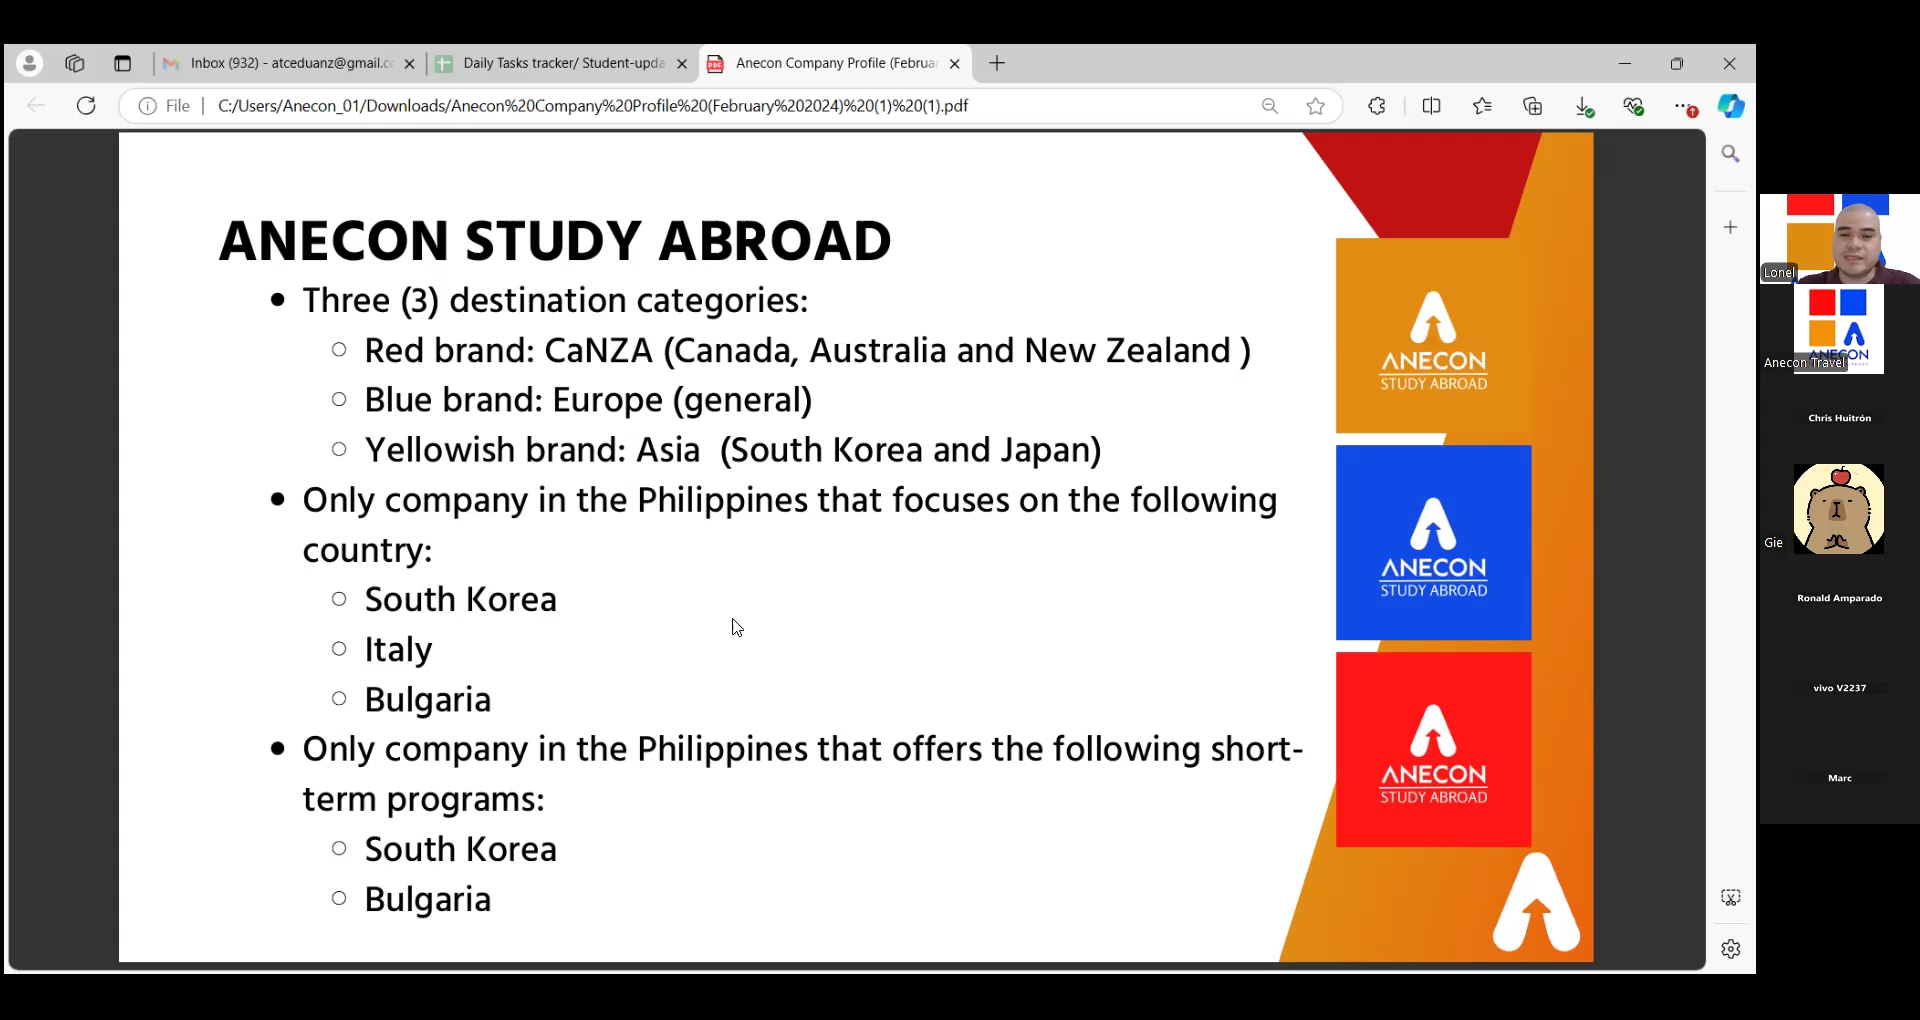 Inbox (932) - atceduanz@gmail.c
Daily Tasks tracker/ Student-upda
Anecon Company Profile (Februa
File
C:/Users/Anecon_01/Downloads/Anecon%20Company%20Profile%20(February%202024)%20(1)%20(1).pdf
ANECON STUDY ABROAD
Three (3) destination categories:
Red brand: CaNZA (Canada, Australia and New Zealand )
Blue brand: Europe (general)
Yellowish brand: Asia (South Korea and Japan)
Only company in the Philippines that focuses on the following
country:
South Korea
Italy
Bulgaria
Only company in the Philippines that offers the following short-
term programs:
South Korea
Bulgaria
ANECON
STUDY ABROAD
ANECON
STUDY ABROAD
ANECON
STUDY ABROAD
Lonel
ANECON
Anecon Travel
Chris Huitrón
Gie
Ronald Amparado
vivo V2237
Marc